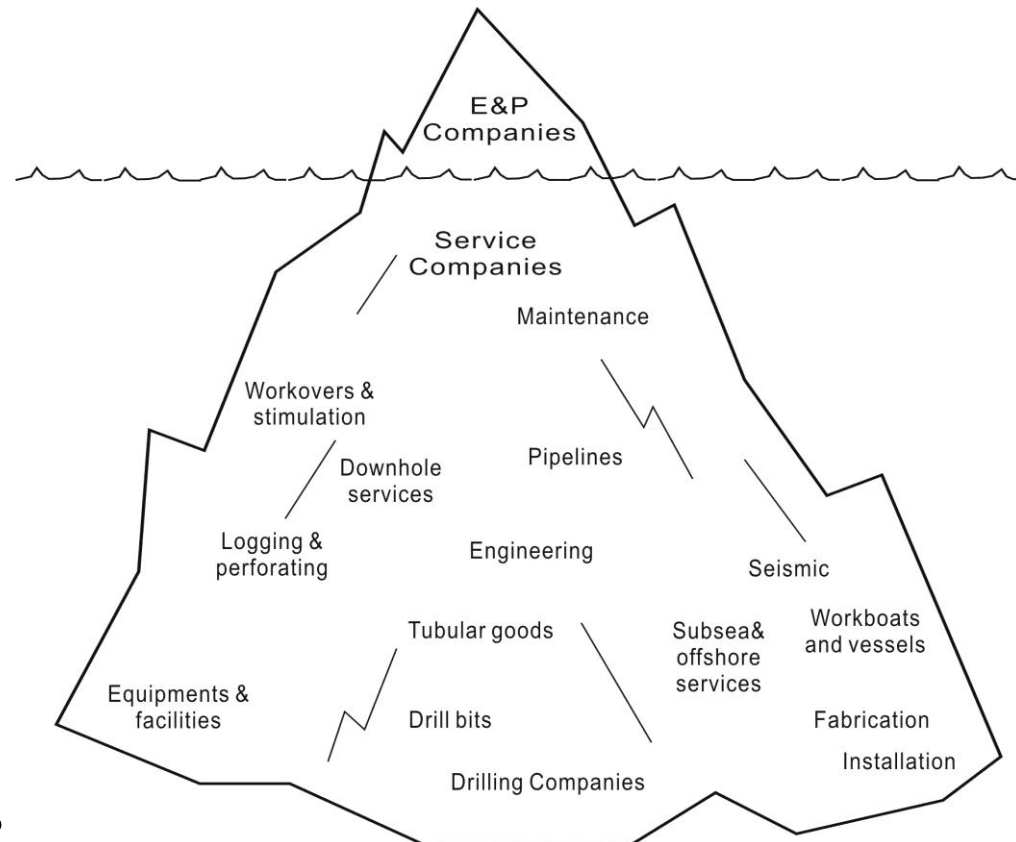 E&P
Companies
Service
Companies
Maintenance
Workovers &
stimulation
Downhole
services
Pipelines
Logging &
perforating
Engineering
Seismic
Tubular goods
Subsea&
offshore
services
Workboats
and vessels
Equipments &
facilities
Drill bits
Fabrication
Installation
Drilling Companies